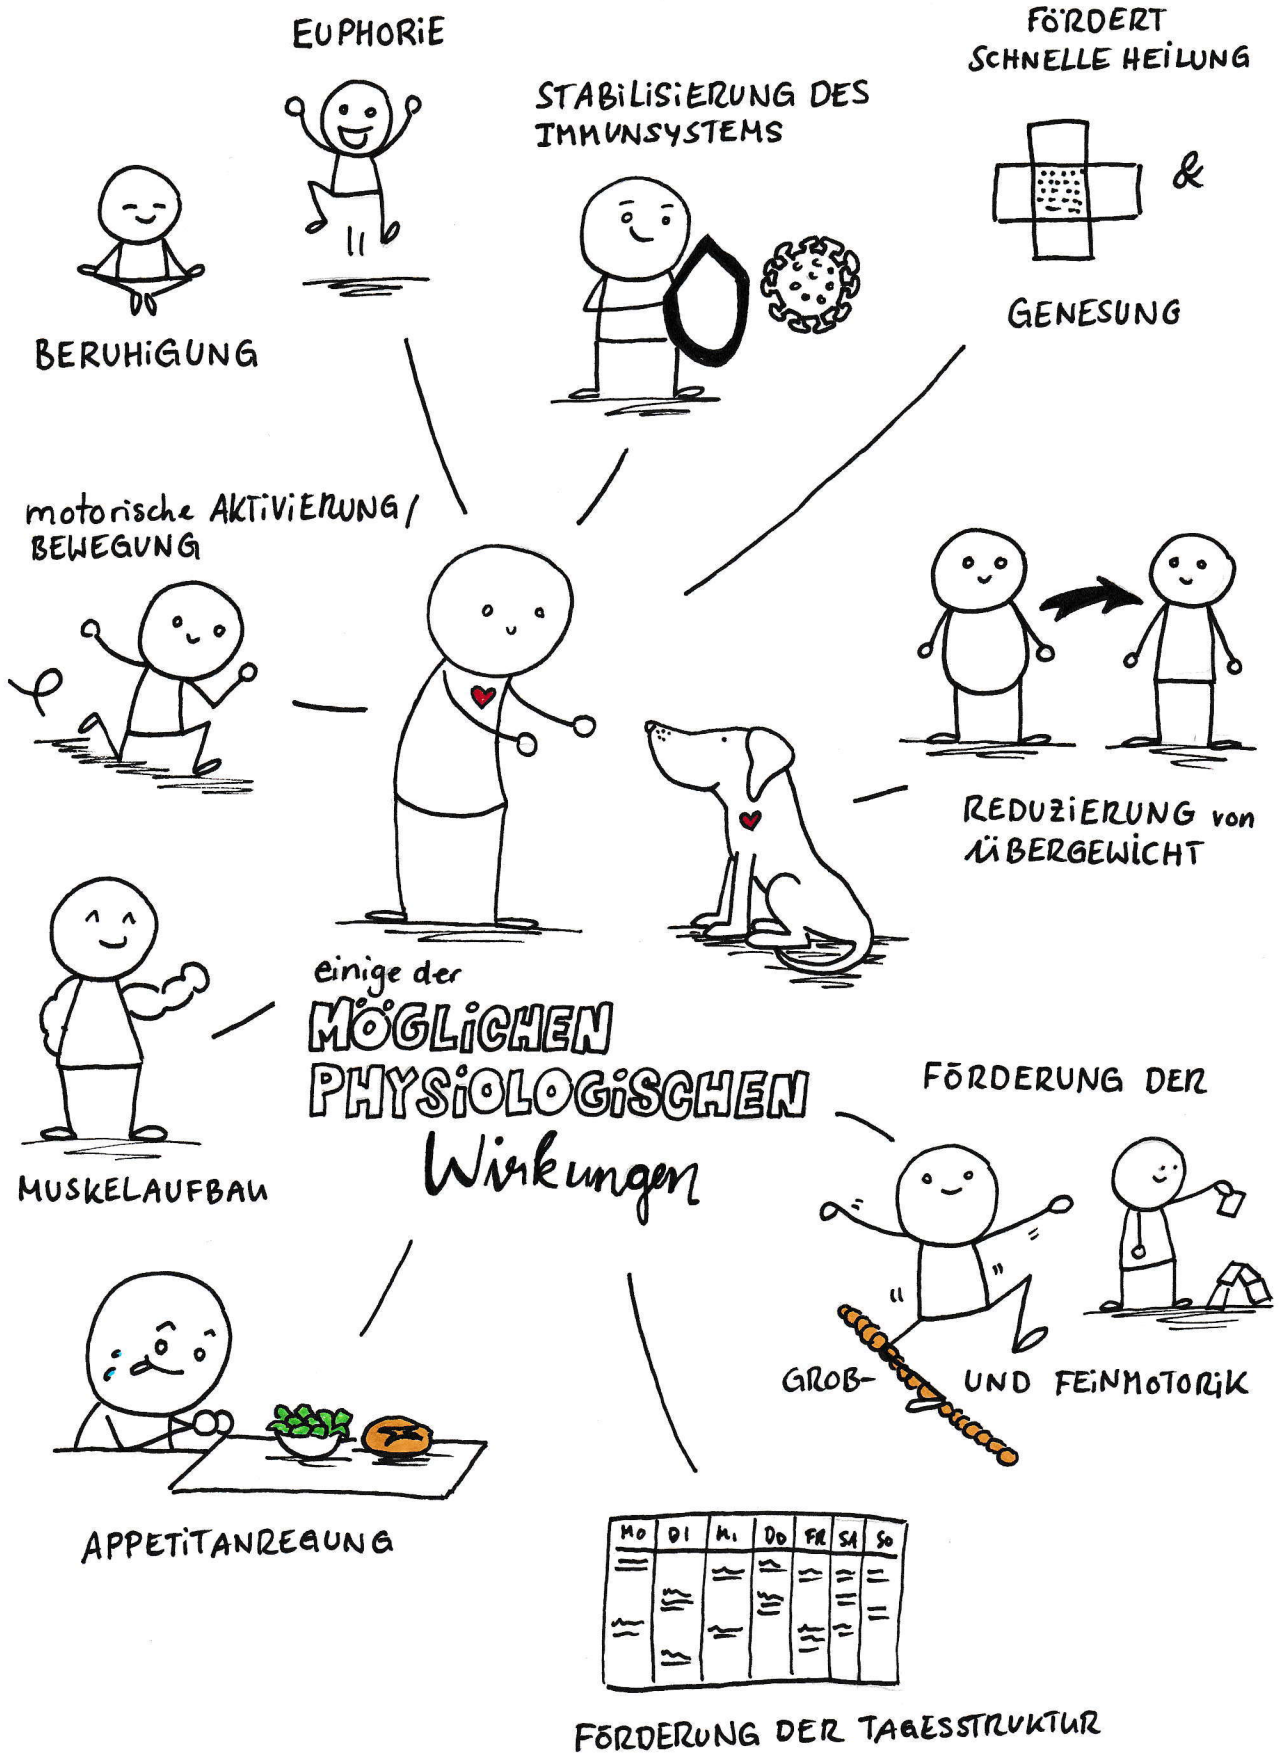 EUPHORiE
BERUHiGUNG
STABiLiSiERUNG DES
IMMUNSYSTEMS
FÖRDERT
SCHNELLE HEiLUNG
&
GENESUNG
motorische AKTiViERUNG/
BEWEGUNG
REDUZiERUNG von
ÜBERGEWiCHT
MUSKELAUFBAU
einige der
MÖGLiCHEN
PHYSiOLOGiSCHEN
Wirkungen
FÖRDERUNG DER
GROB- UND FEiNMOTORiK
APPETiTANREGUNG
MO DI Mi DO FR SA SO
FÖRDERUNG DER TAGESSTRUKTUR